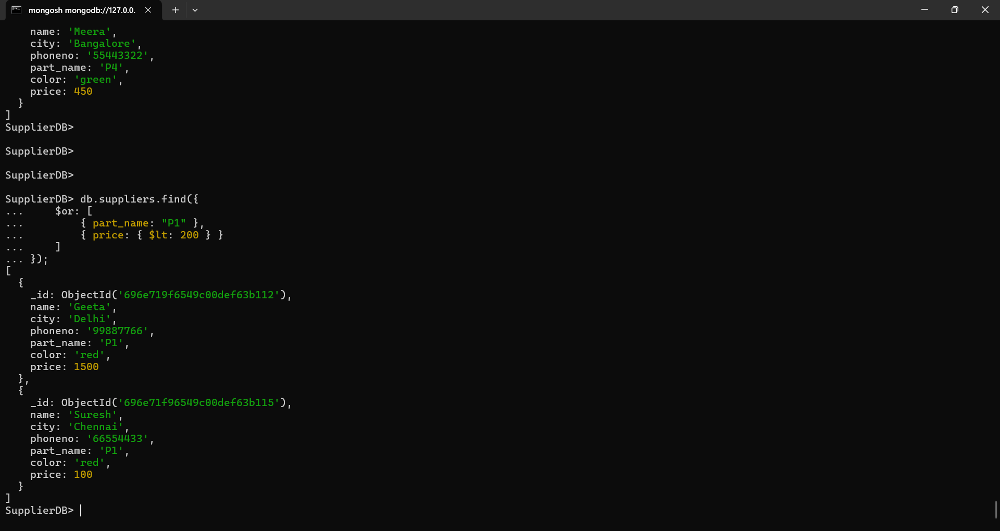 mongosh mongodb://127.0.0.
    name: 'Meera',
    city: 'Bangalore',
    phoneno: '55443322',
    part_name: 'P4',
    color: 'green',
    price: 450
  }
]
SupplierDB>
SupplierDB>
SupplierDB>
SupplierDB> db.suppliers.find({
...     $or: [
...         { part_name: "P1" },
...         { price: { $lt: 200 } }
...     ]
... });
[
  {
    _id: ObjectId('696e719f6549c00def63b112'),
    name: 'Geeta',
    city: 'Delhi',
    phoneno: '99887766',
    part_name: 'P1',
    color: 'red',
    price: 1500
  },
  {
    _id: ObjectId('696e71f96549c00def63b115'),
    name: 'Suresh',
    city: 'Chennai',
    phoneno: '66554433',
    part_name: 'P1',
    color: 'red',
    price: 100
  }
]
SupplierDB>